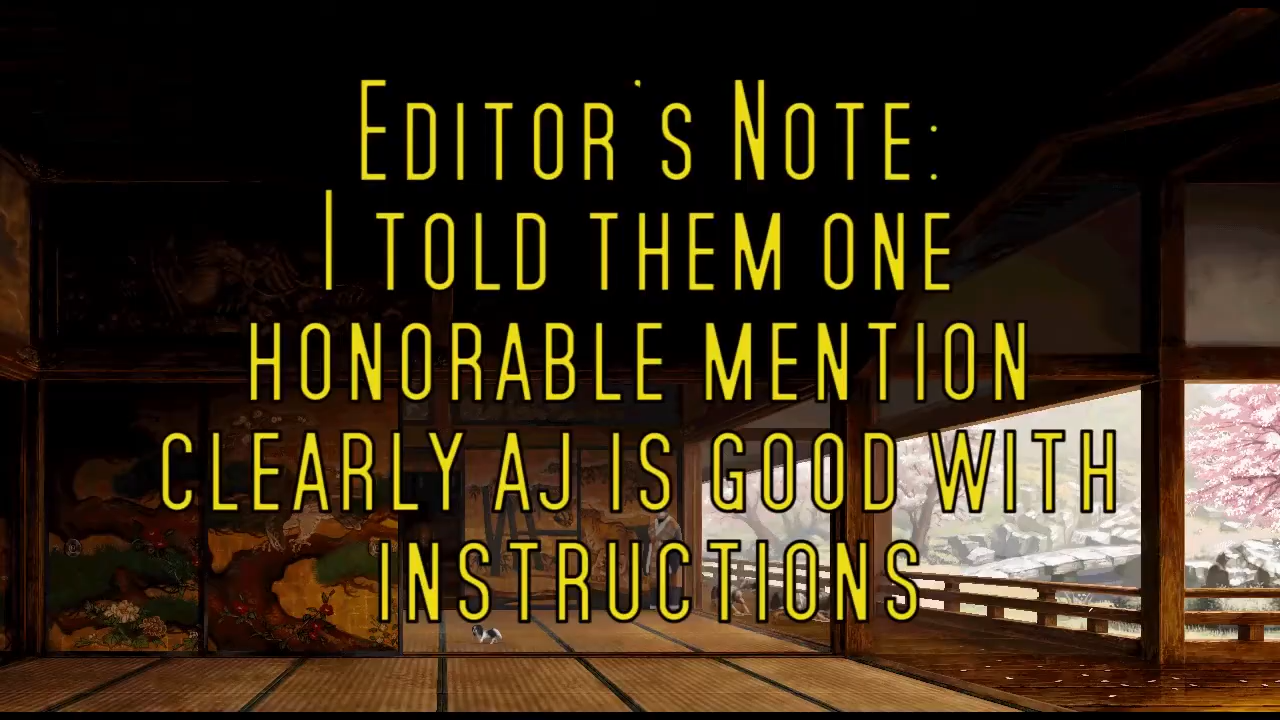 Editor's Note:
I told them one
honorable mention
clearly AJ is good with
instructions